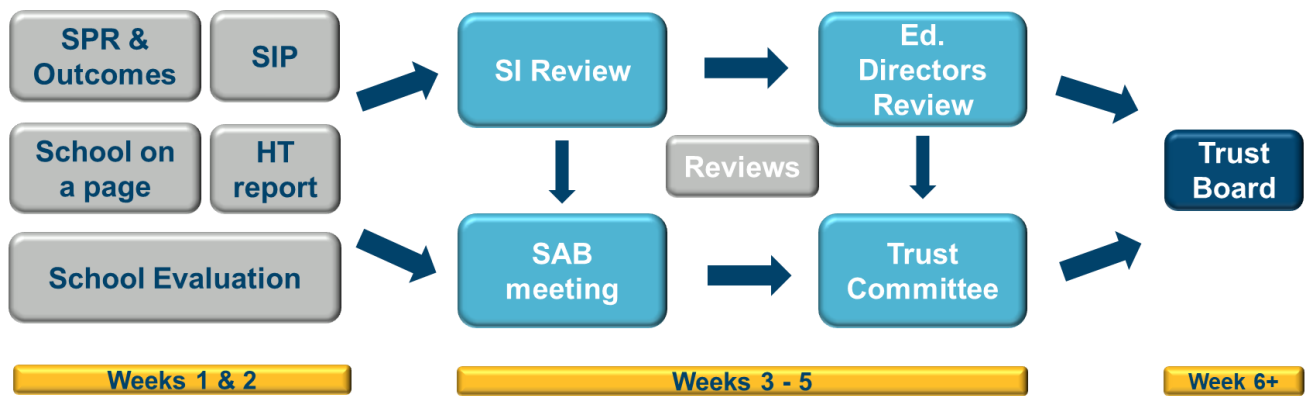 SPR &
Outcomes
SIP
School on
a page
HT
report
School Evaluation
SI Review
Ed.
Directors
Review
Reviews
SAB
meeting
Trust
Committee
Trust
Board
Weeks 1 & 2
Weeks 3 - 5
Week 6+